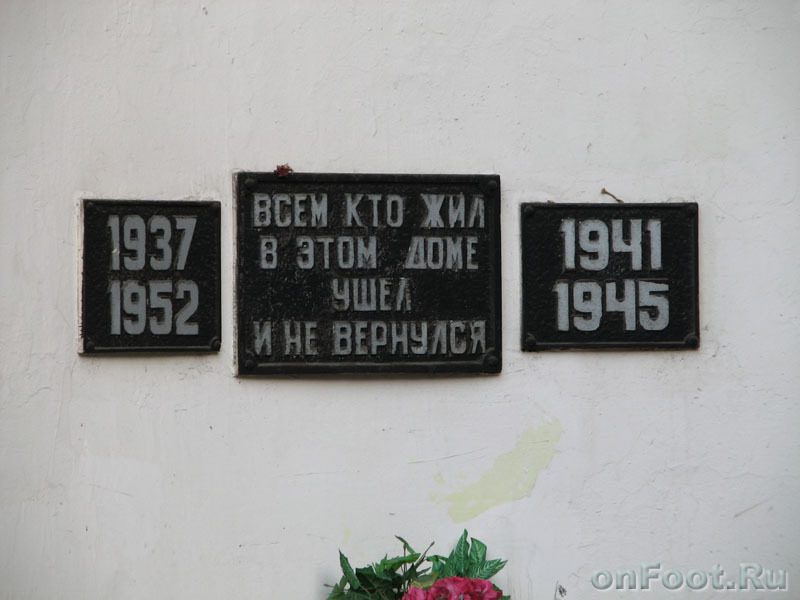 1937
1952
ВСЕМ КТО ЖИЛ
В ЭТОМ ДОМЕ
УШЕЛ
И НЕ ВЕРНУЛСЯ
1941
1945
onFoot.Ru